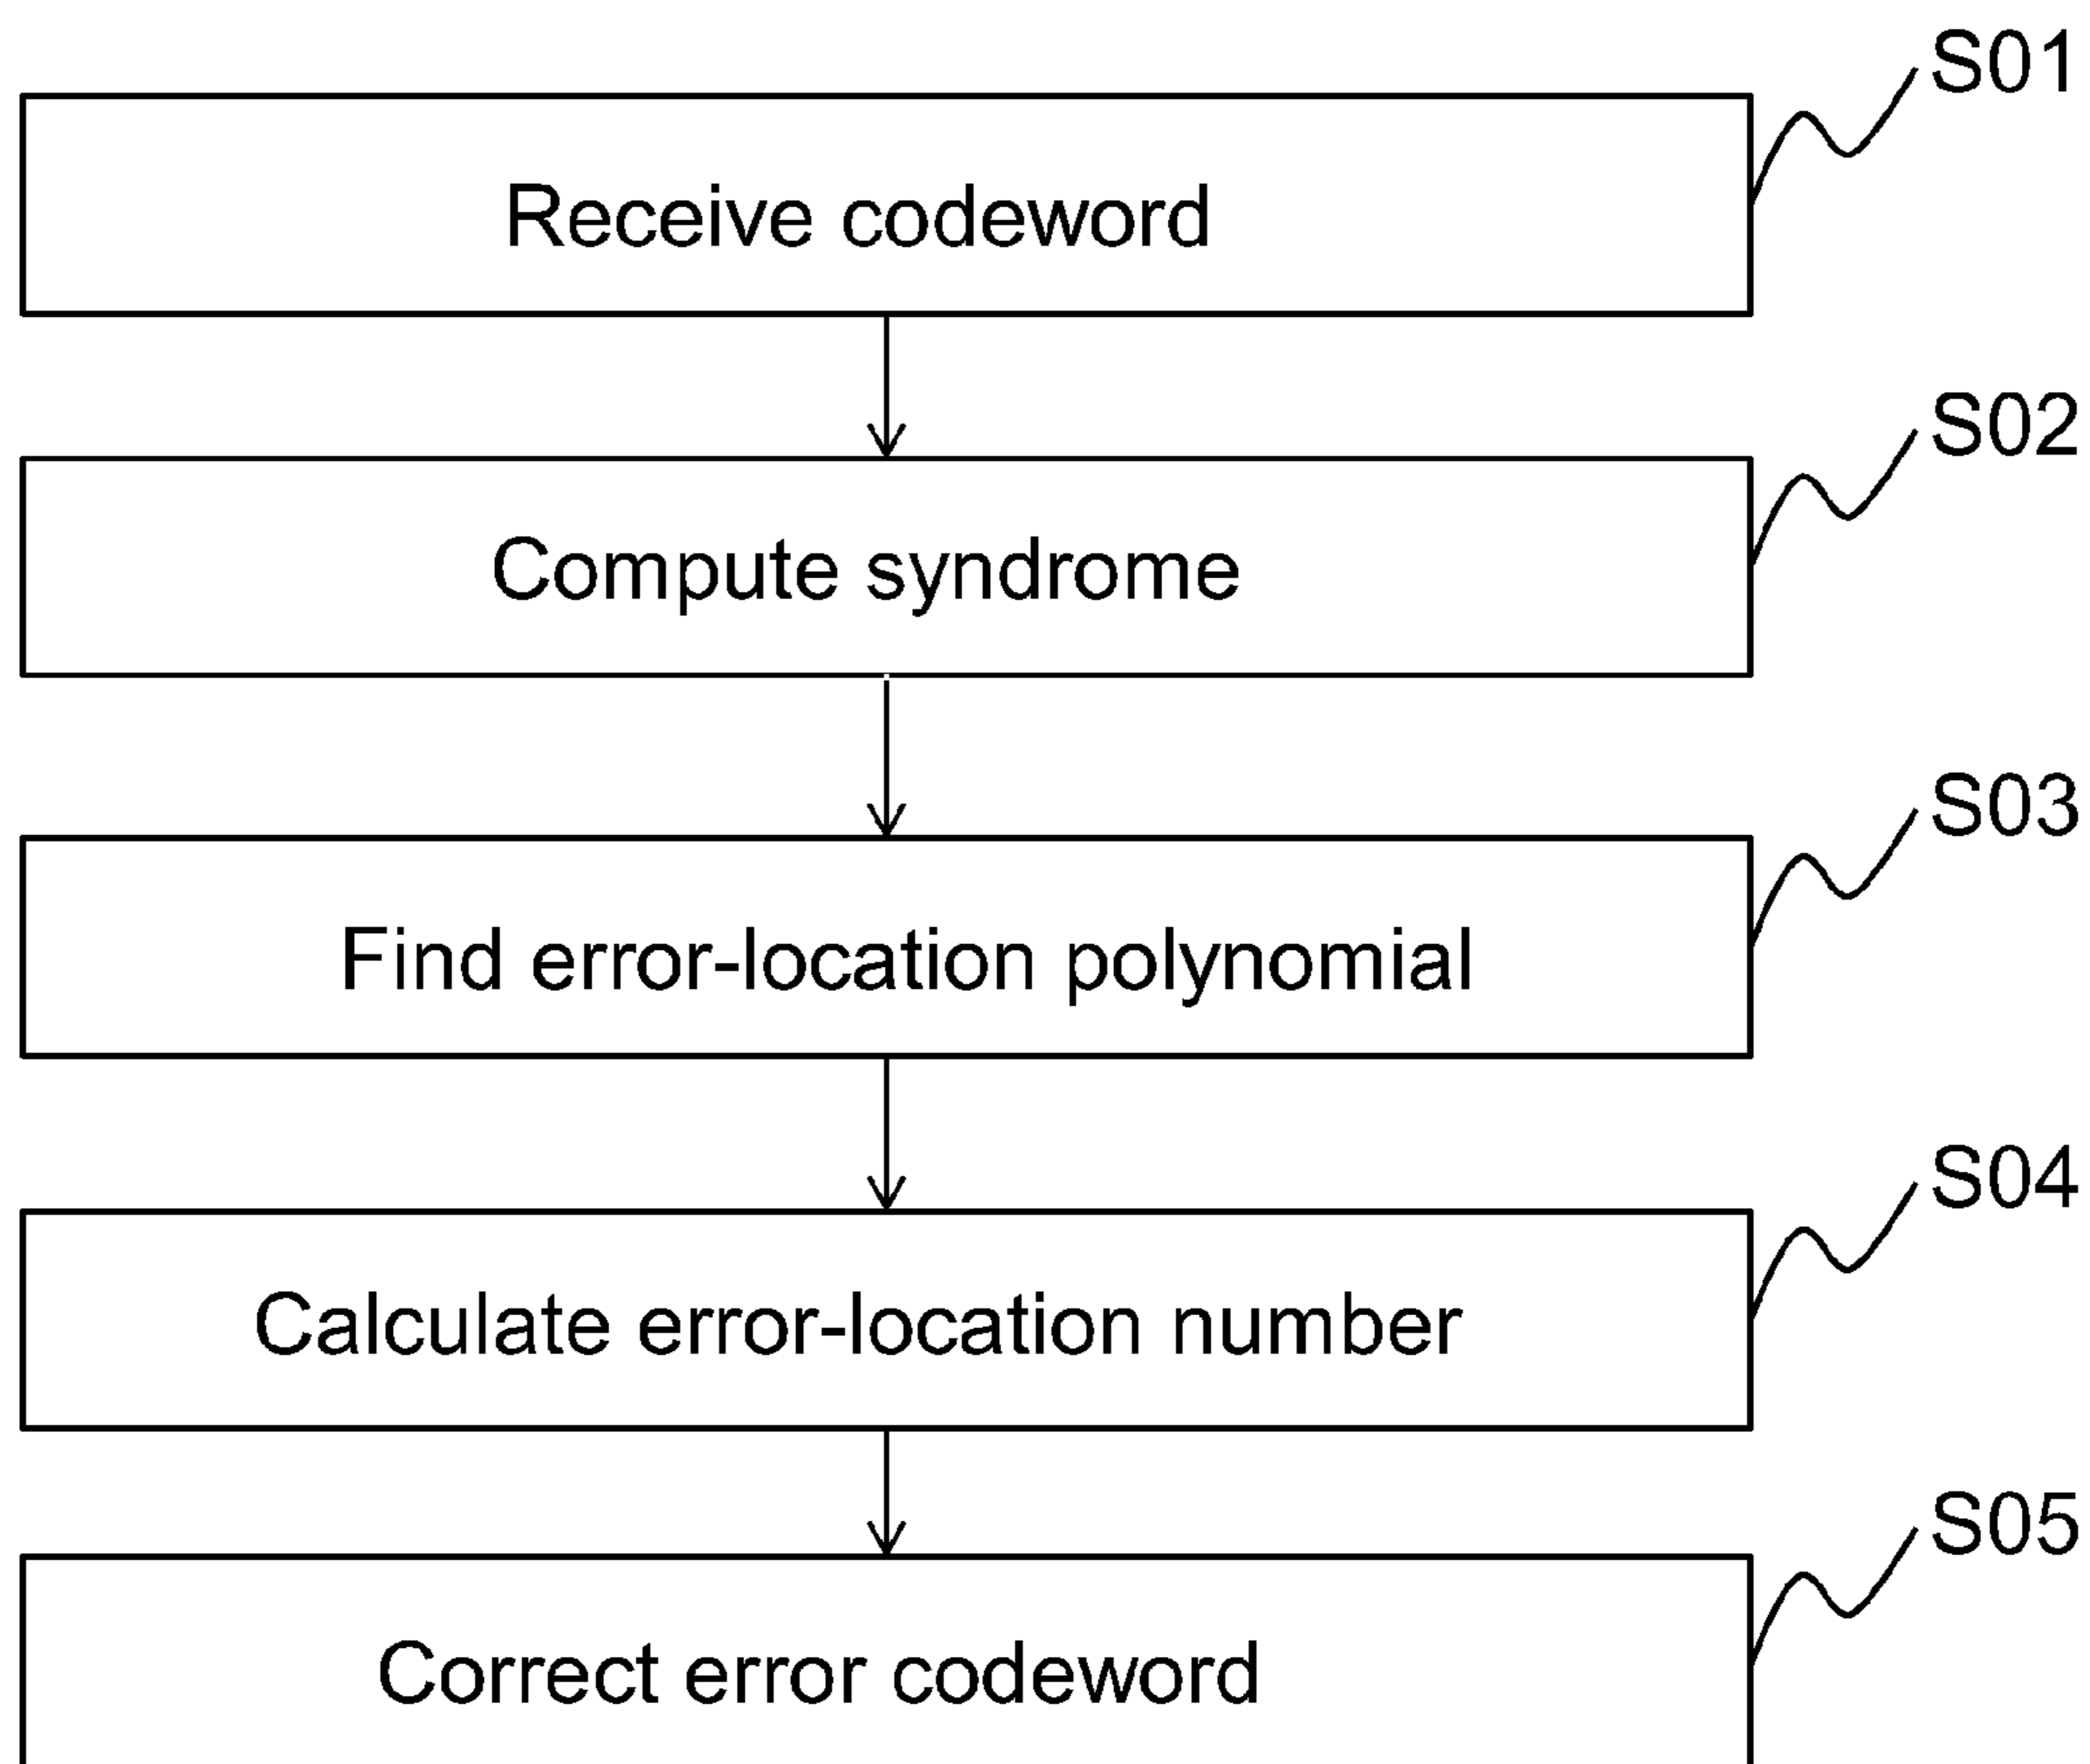 S01
Receive codeword
S02
Compute syndrome
S03
Find error-location polynomial
S04
Calculate error-location number
S05
Correct error codeword